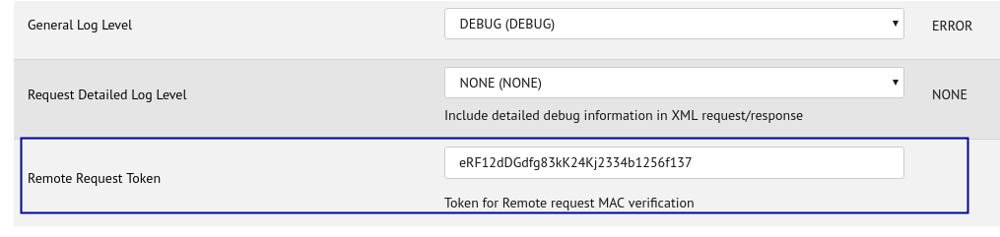 General Log Level
DEBUG (DEBUG)
ERROR
Request Detailed Log Level
NONE (NONE)
NONE
Include detailed debug information in XML request/response
Remote Request Token
eRF12dDGdfg83kK24Kj2334b1256f137
Token for Remote request MAC verification